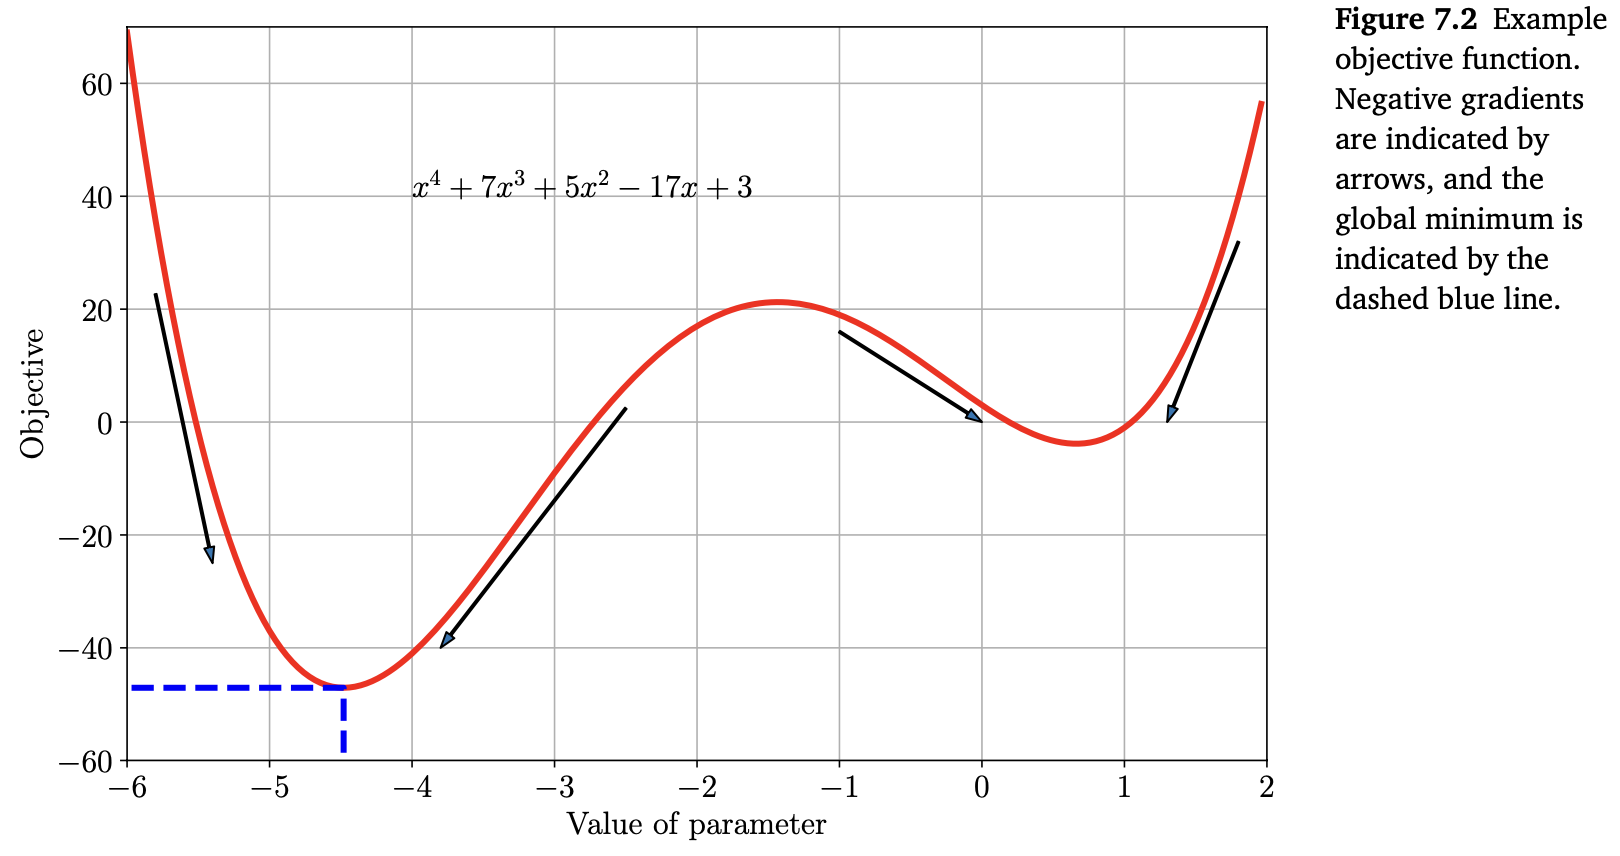 Figure 7.2 Example
objective function.
Negative gradients
are indicated by
arrows, and the
global minimum is
indicated by the
dashed blue line.
60
40
20
0
−20
−40
−60
Objective
x⁴ + 7x³ + 5x² − 17x + 3
−6 −5 −4 −3 −2 −1 0 1 2
Value of parameter